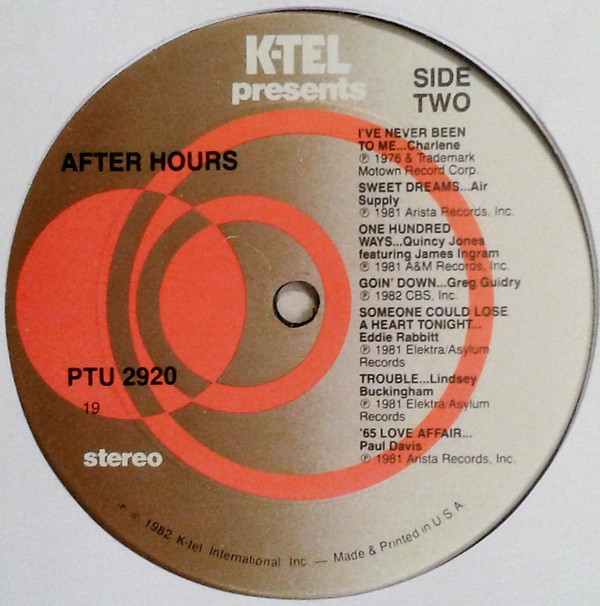 K-TEL
presents
SIDE
TWO
AFTER HOURS
I'VE NEVER BEEN
TO ME...Charlene
℗ 1976 & Trademark
Motown Record Corp.
SWEET DREAMS...Air
Supply
℗ 1981 Arista Records, Inc.
ONE HUNDRED
WAYS...Quincy Jones
featuring James Ingram
℗ 1981 A&M Records, Inc.
GOIN' DOWN...Greg Guidry
℗ 1982 CBS, Inc.
SOMEONE COULD LOSE
A HEART TONIGHT...
Eddie Rabbitt
℗ 1981 Elektra/Asylum
Records
TROUBLE...Lindsey
Buckingham
℗ 1981 Elektra/Asylum
Records
'65 LOVE AFFAIR...
Paul Davis
℗ 1981 Arista Records, Inc.
PTU 2920
19
stereo
℗ © 1982 K-tel International Inc — Made & Printed in U S A